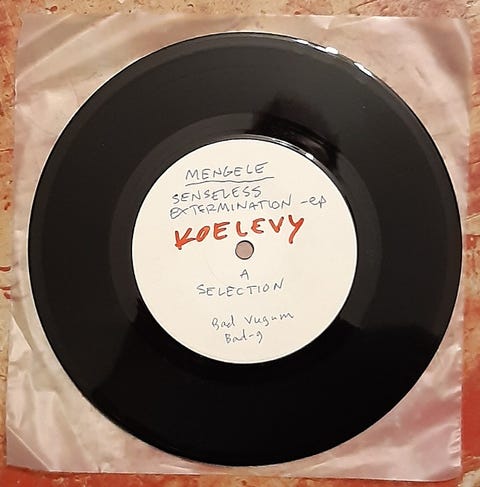 MENGELE
SENSELESS
EXTERMINATION -ep
KOELEVY
A
SELECTION
Bad Vugum
Bad-9